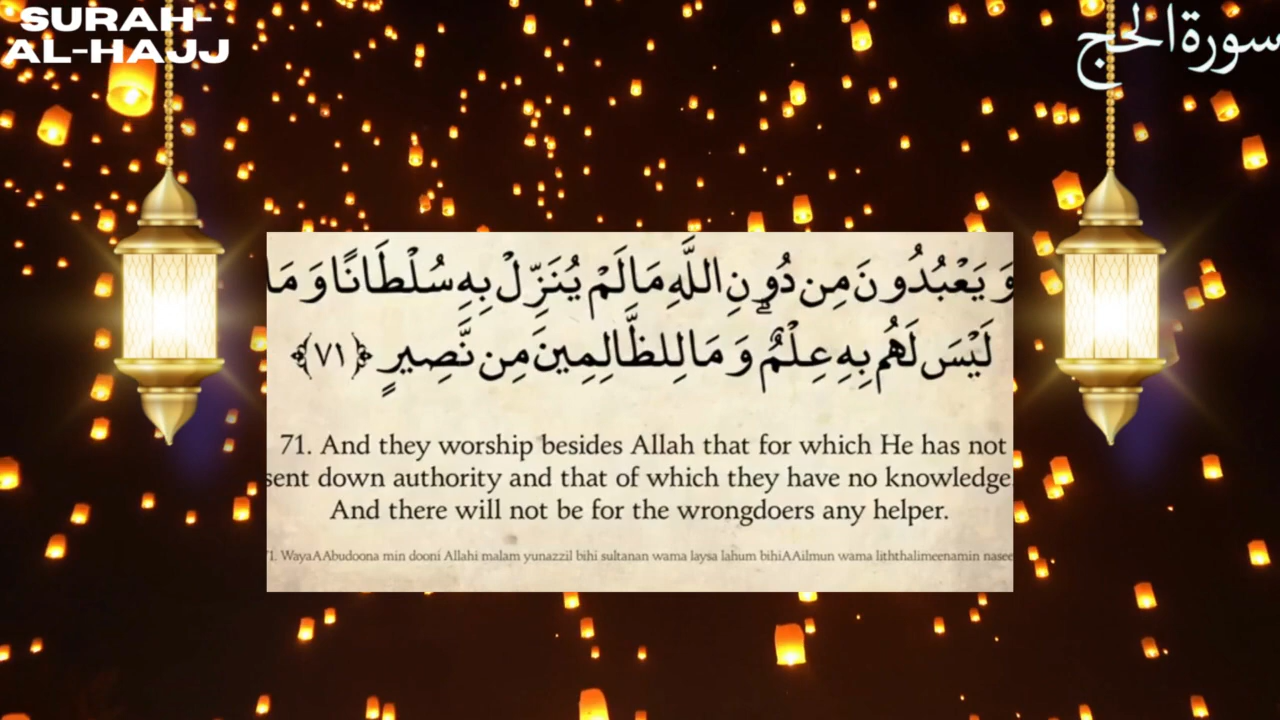 SURAH-
AL-HAJJ
سورة الحج
وَيَعْبُدُونَ مِن دُونِ اللَّهِ مَا لَمْ يُنَزِّلْ بِهِ سُلْطَانًا وَمَا
لَيْسَ لَهُم بِهِ عِلْمٌ ۗ وَمَا لِلظَّالِمِينَ مِن نَّصِيرٍ ﴿٧١﴾
71. And they worship besides Allah that for which He has not
sent down authority and that of which they have no knowledge.
And there will not be for the wrongdoers any helper.
71. WayaAAbudoona min dooni Allahi malam yunazzil bihi sultanan wama laysa lahum bihiAAilmun wama liththalimeenamin nasee